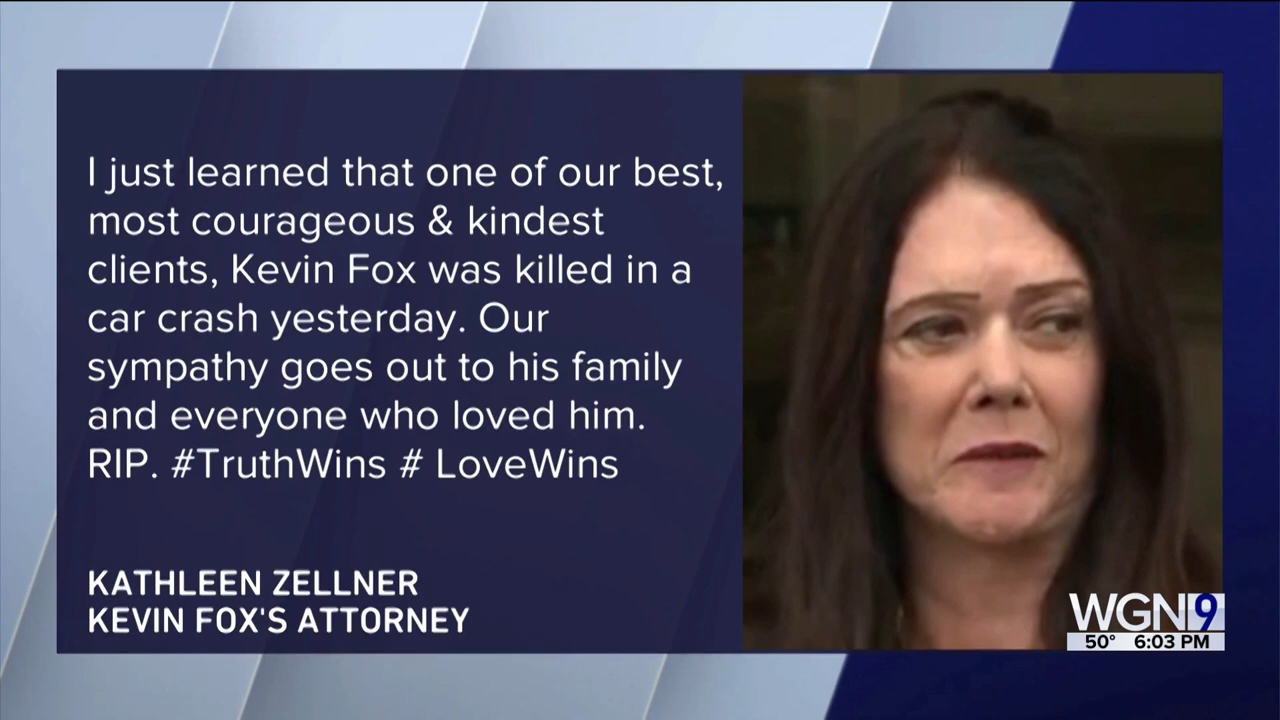 I just learned that one of our best,
most courageous & kindest
clients, Kevin Fox was killed in a
car crash yesterday. Our
sympathy goes out to his family
and everyone who loved him.
RIP. #TruthWins # LoveWins
KATHLEEN ZELLNER
KEVIN FOX'S ATTORNEY
WGN9
50° 6:03 PM